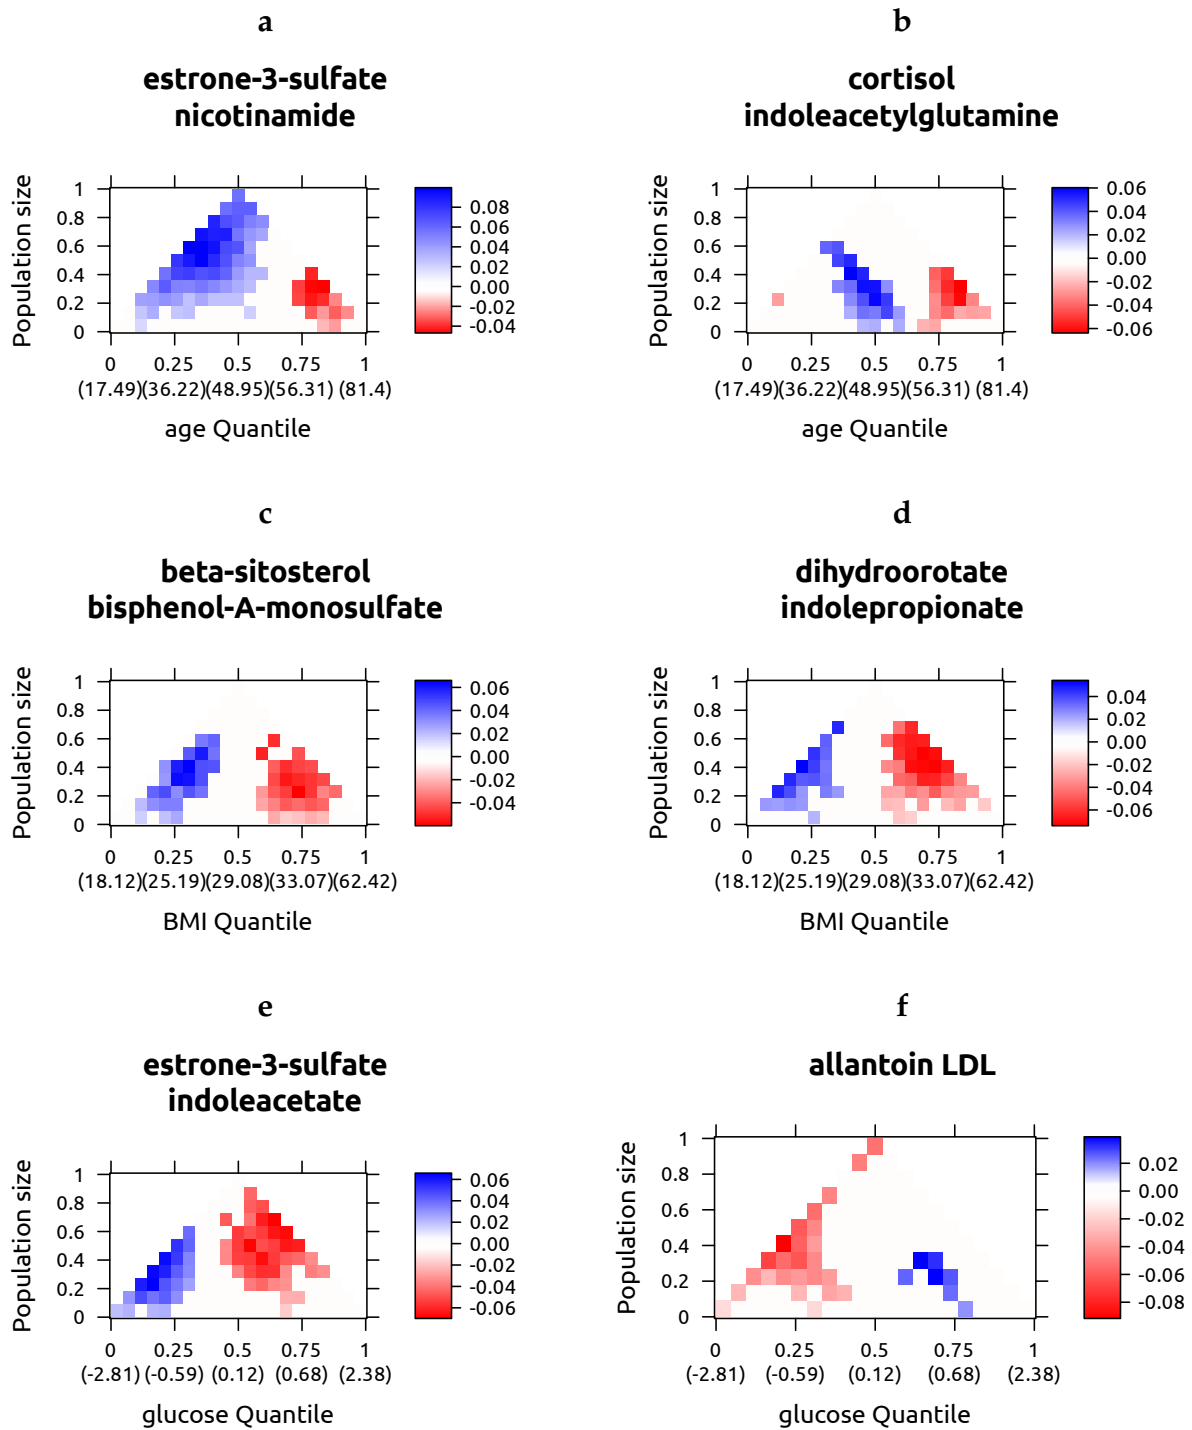 a
estrone-3-sulfate
nicotinamide
Population size
1
0.8
0.6
0.4
0.2
0
0 0.25 0.5 0.75 1
(17.49)(36.22)(48.95)(56.31) (81.4)
age Quantile
0.08
0.06
0.04
0.02
0.00
-0.02
-0.04
b
cortisol
indoleacetylglutamine
Population size
1
0.8
0.6
0.4
0.2
0
0 0.25 0.5 0.75 1
(17.49)(36.22)(48.95)(56.31) (81.4)
age Quantile
0.06
0.04
0.02
0.00
-0.02
-0.04
-0.06
c
beta-sitosterol
bisphenol-A-monosulfate
Population size
1
0.8
0.6
0.4
0.2
0
0 0.25 0.5 0.75 1
(18.12)(25.19)(29.08)(33.07)(62.42)
BMI Quantile
0.06
0.04
0.02
0.00
-0.02
-0.04
d
dihydroorotate
indolepropionate
Population size
1
0.8
0.6
0.4
0.2
0
0 0.25 0.5 0.75 1
(18.12)(25.19)(29.08)(33.07)(62.42)
BMI Quantile
0.04
0.02
0.00
-0.02
-0.04
-0.06
e
estrone-3-sulfate
indoleacetate
Population size
1
0.8
0.6
0.4
0.2
0
0 0.25 0.5 0.75 1
(-2.81) (-0.59) (0.12) (0.68) (2.38)
glucose Quantile
0.06
0.04
0.02
0.00
-0.02
-0.04
-0.06
f
allantoin LDL
Population size
1
0.8
0.6
0.4
0.2
0
0 0.25 0.5 0.75 1
(-2.81) (-0.59) (0.12) (0.68) (2.38)
glucose Quantile
0.02
0.00
-0.02
-0.04
-0.06
-0.08